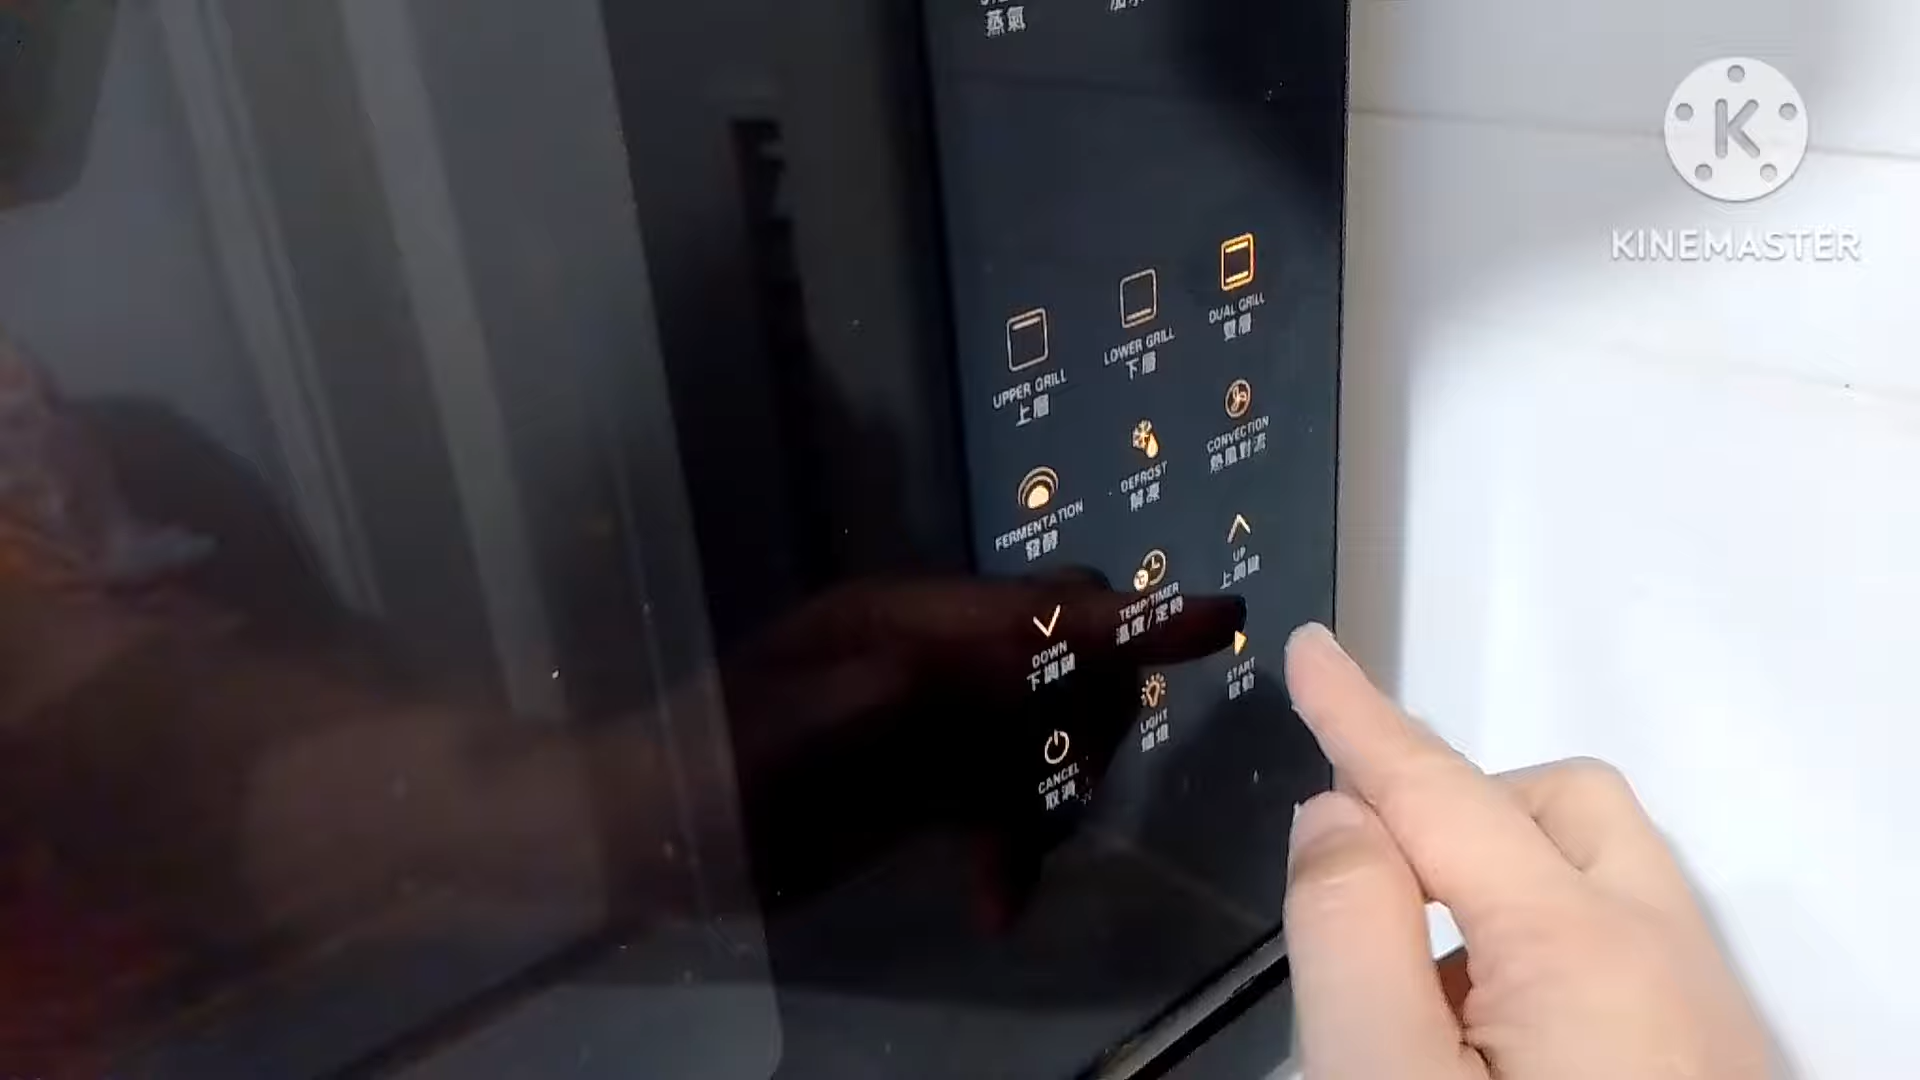 蒸氣
KINEMASTER
UPPER GRILL
上層
LOWER GRILL
下層
DUAL GRILL
雙層
FERMENTATION
發酵
DEFROST
解凍
CONVECTION
熱風對流
DOWN
下調鍵
TEMP/TIMER
溫度/定時
UP
上調鍵
CANCEL
取消
LIGHT
爐燈
START
啟動